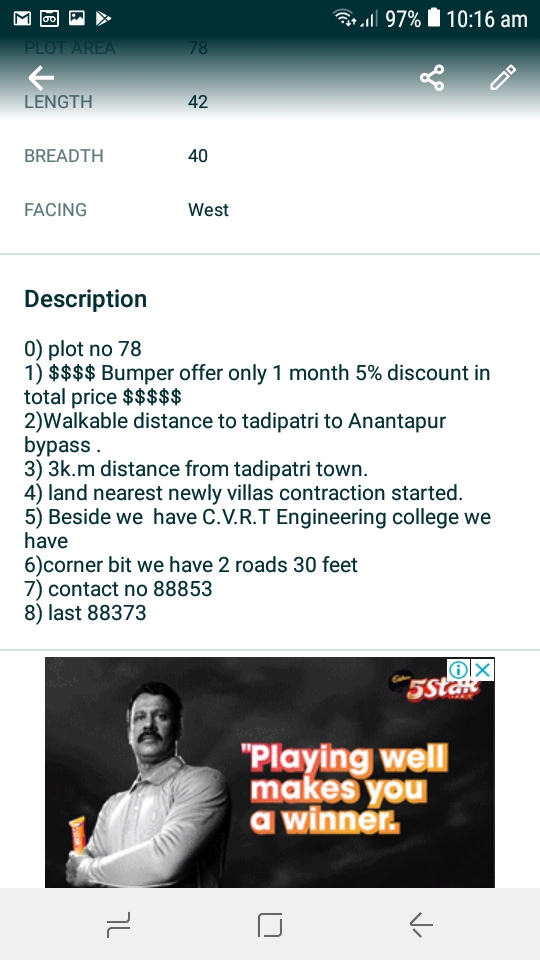 97% 10:16 am
PLOT AREA 78
LENGTH 42
BREADTH 40
FACING West
Description
0) plot no 78
1) $$$$ Bumper offer only 1 month 5% discount in
total price $$$$$
2)Walkable distance to tadipatri to Anantapur
bypass .
3) 3k.m distance from tadipatri town.
4) land nearest newly villas contraction started.
5) Beside we  have C.V.R.T Engineering college we
have
6)corner bit we have 2 roads 30 feet
7) contact no 88853
8) last 88373
Cadbury
5Star
"Playing well
makes you
a winner.